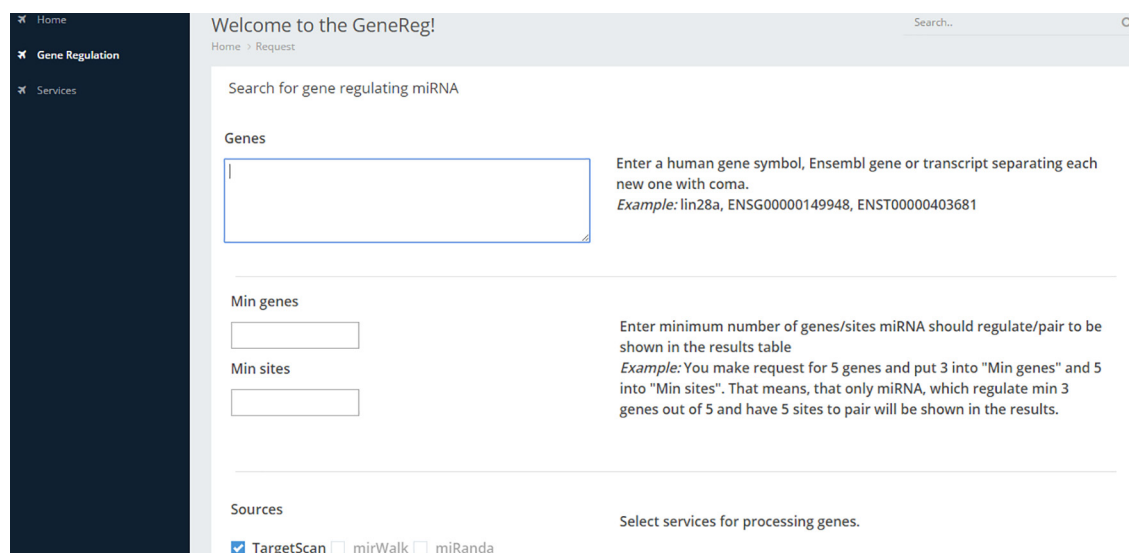 Home
Gene Regulation
Services
Welcome to the GeneReg!
Search..
Home > Request
Search for gene regulating miRNA
Genes
Enter a human gene symbol, Ensembl gene or transcript separating each
new one with coma.
Example: lin28a, ENSG00000149948, ENST00000403681
Min genes
Min sites
Enter minimum number of genes/sites miRNA should regulate/pair to be
shown in the results table
Example: You make request for 5 genes and put 3 into "Min genes" and 5
into "Min sites". That means, that only miRNA, which regulate min 3
genes out of 5 and have 5 sites to pair will be shown in the results.
Sources
Select services for processing genes.
TargetScan mirWalk miRanda